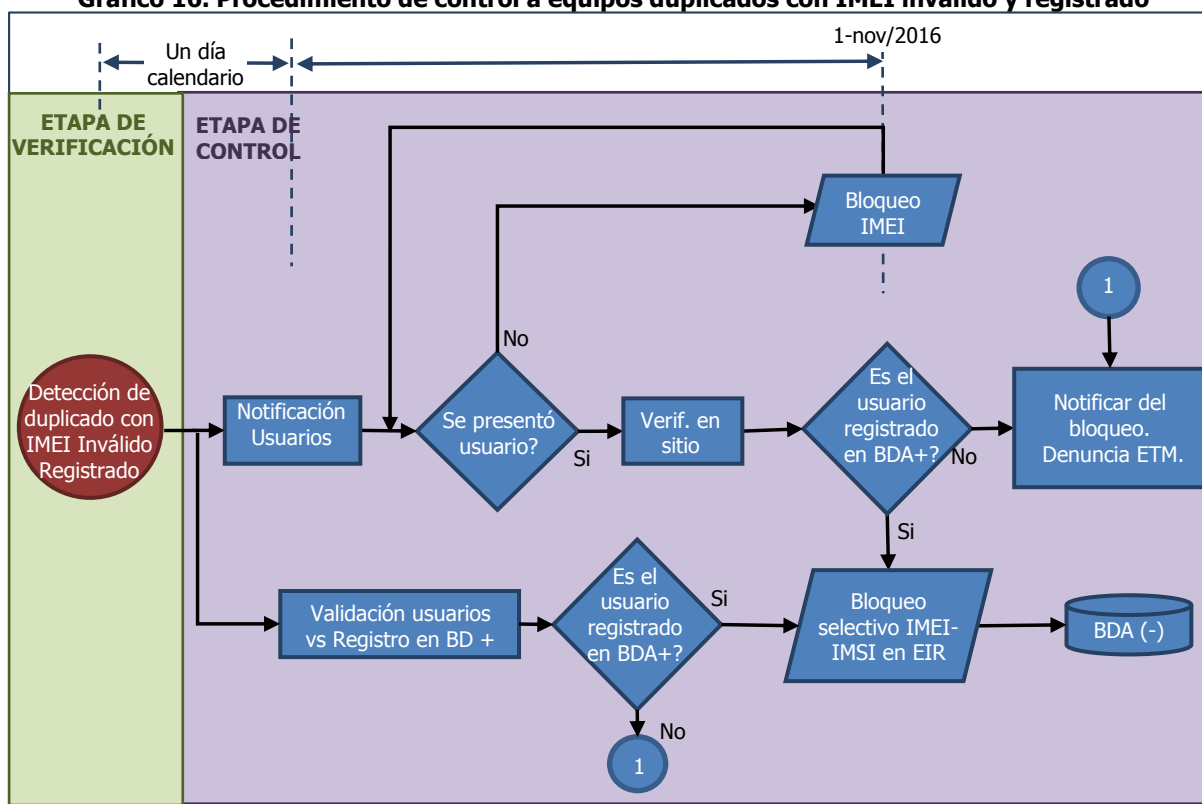 Gráfico 16. Procedimiento de control a equipos duplicados con IMEI inválido y registrado
Un día
calendario
1-nov/2016
ETAPA DE
VERIFICACIÓN
ETAPA DE
CONTROL
Bloqueo
IMEI
1
No
Detección de
duplicado con
IMEI Inválido
Registrado
Notificación
Usuarios
Se presentó
usuario?
Si
Verif. en
sitio
Es el
usuario
registrado
en BDA+?
No
Notificar del
bloqueo.
Denuncia ETM.
Si
Validación usuarios
vs Registro en BD +
Es el
usuario
registrado
en BDA+?
Si
Bloqueo
selectivo IMEI-
IMSI en EIR
BDA (-)
No
1